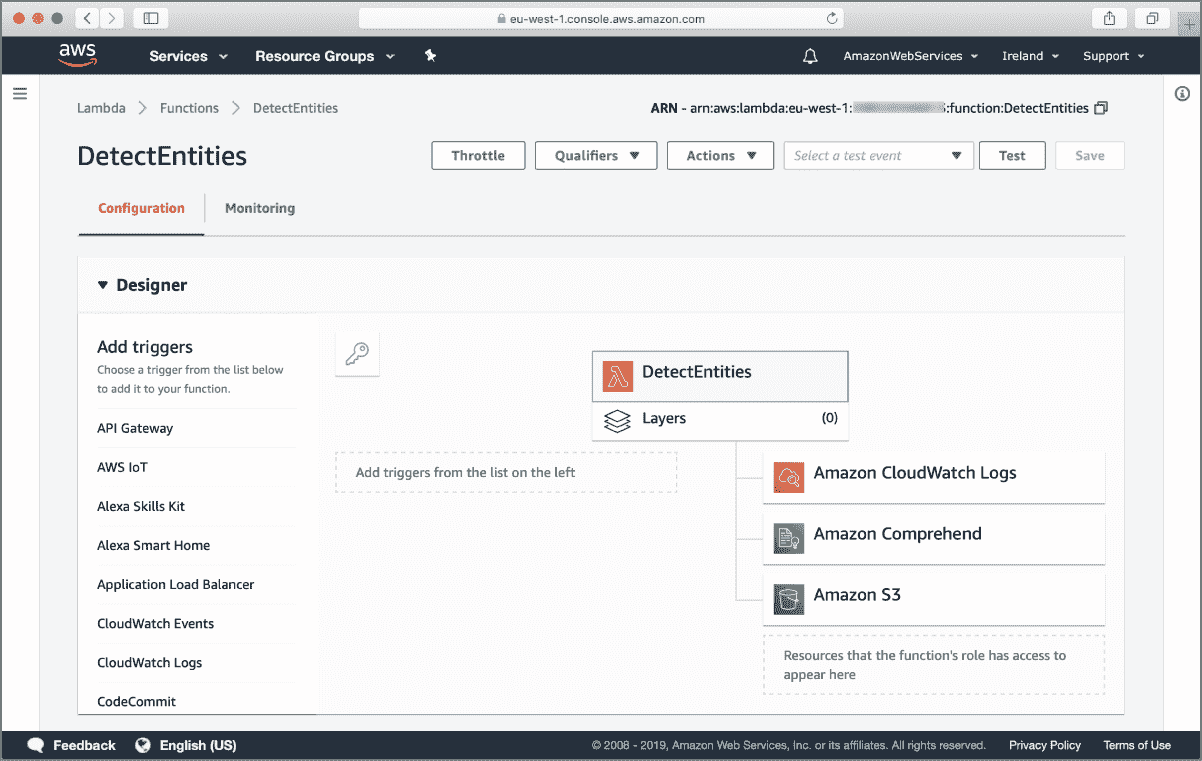 eu-west-1.console.aws.amazon.com
aws Services Resource Groups AmazonWebServices Ireland Support
Lambda Functions DetectEntities ARN - arn:aws:lambda:eu-west-1: :function:DetectEntities
DetectEntities Throttle Qualifiers Actions Select a test event Test Save
Configuration Monitoring
Designer
Add triggers
Choose a trigger from the list below
to add it to your function.
API Gateway
AWS IoT
Alexa Skills Kit
Alexa Smart Home
Application Load Balancer
CloudWatch Events
CloudWatch Logs
CodeCommit
Add triggers from the list on the left
DetectEntities
Layers (0)
Amazon CloudWatch Logs
Amazon Comprehend
Amazon S3
Resources that the function's role has access to
appear here
Feedback English (US) © 2008 - 2019, Amazon Web Services, Inc. or its affiliates. All rights reserved. Privacy Policy Terms of Use